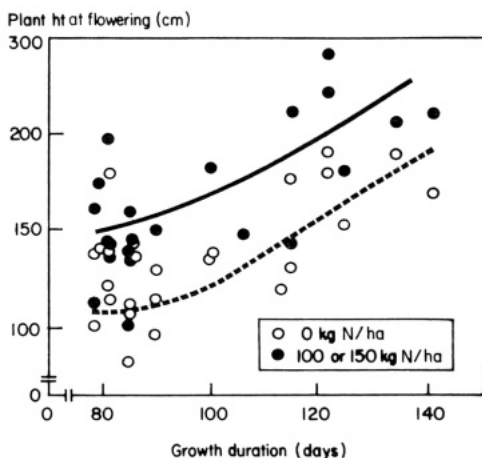 Plant ht at flowering (cm)
300
200
150
100
0
0 80 100 120 140
Growth duration (days)
0 kg N/ha
100 or 150 kg N/ha